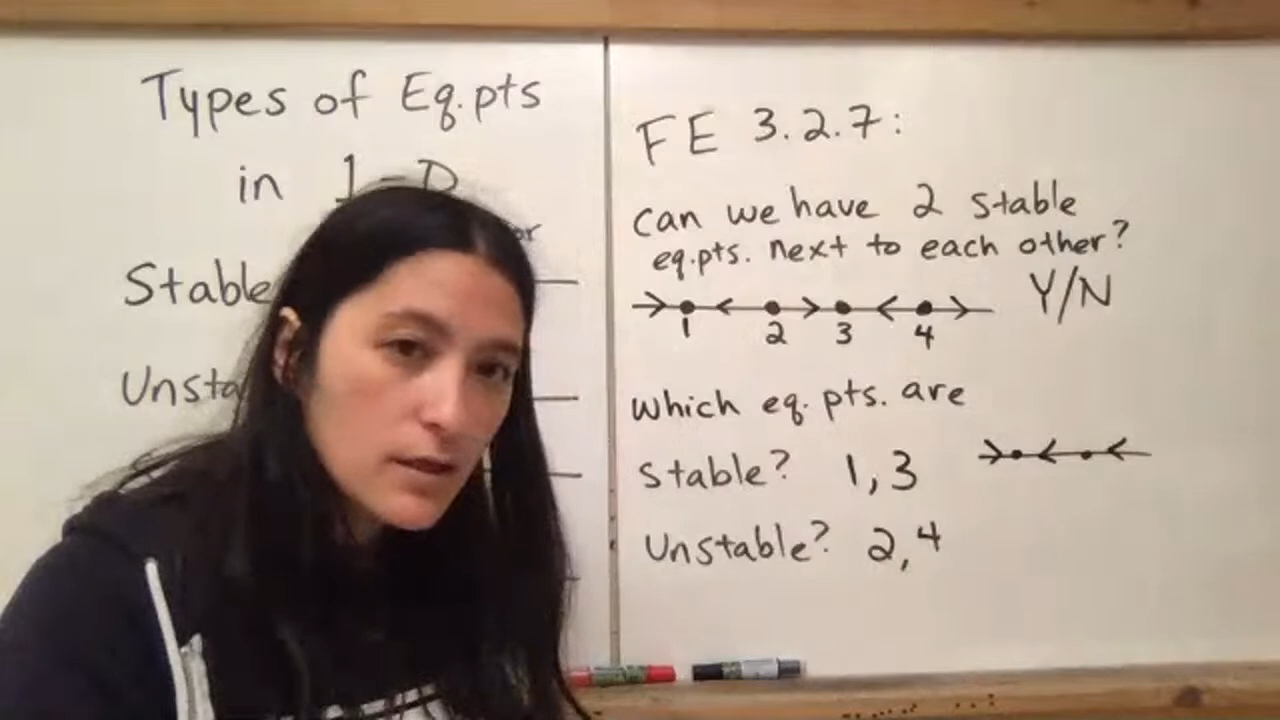 Types of Eq.pts
in 1-D
or
Stable
Unsta
FE 3.2.7:
Can we have 2 stable
eq.pts. next to each other?
Y/N
1 2 3 4
Which eq. pts. are
Stable? 1,3
Unstable? 2,4